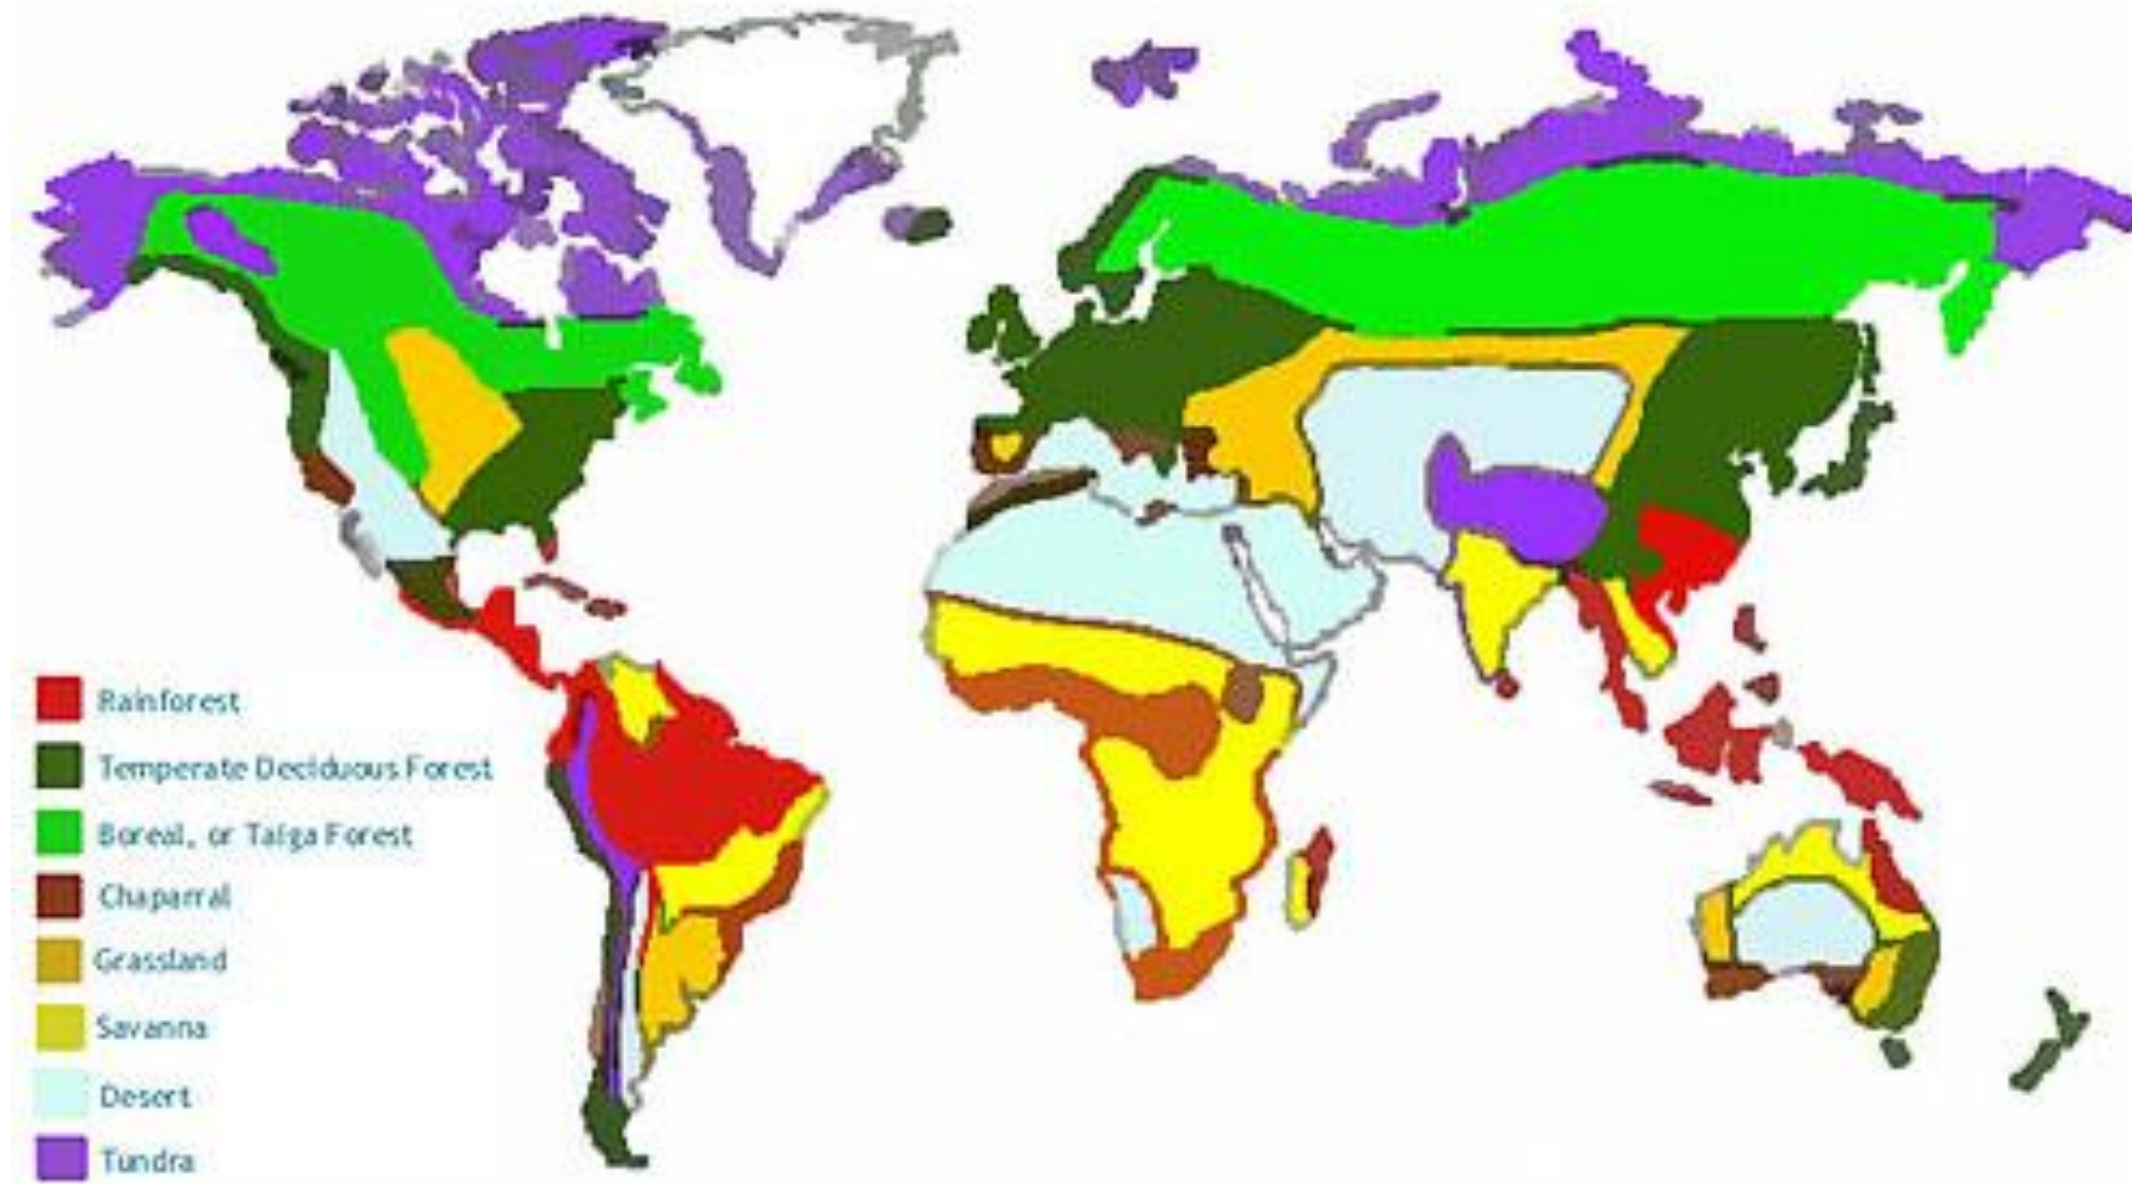 Rainforest
Temperate Deciduous Forest
Boreal, or Taiga Forest
Chaparral
Grassland
Savanna
Desert
Tundra